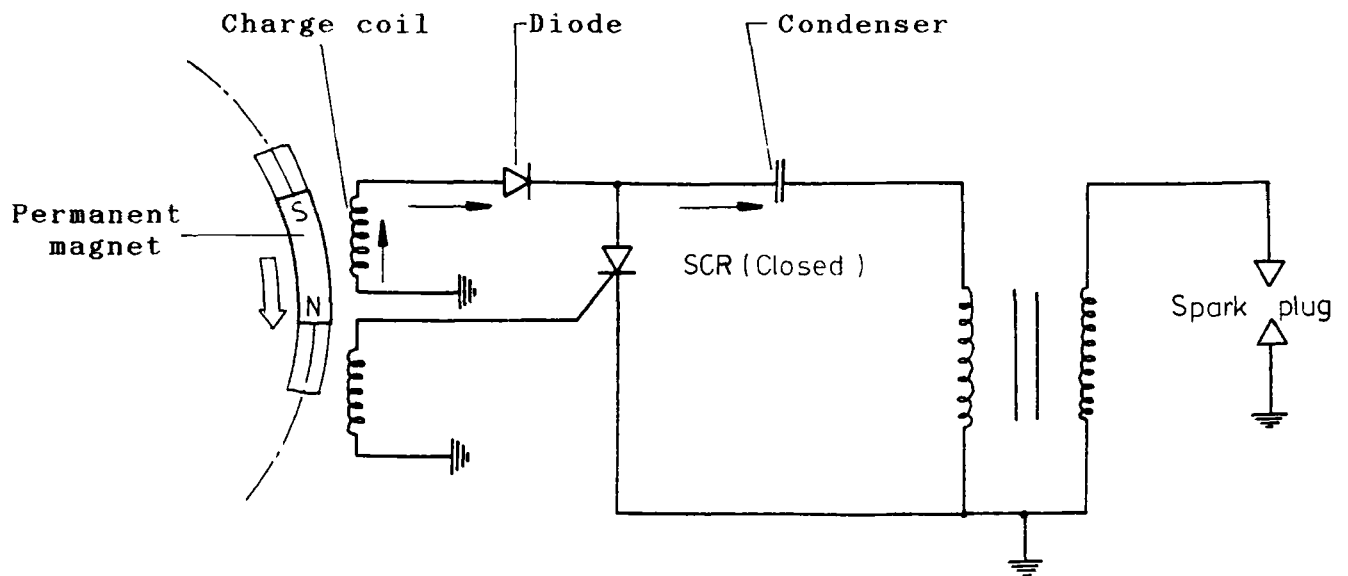 Charge coil
Diode
Condenser
Permanent
magnet
S
N
SCR (Closed)
Spark plug